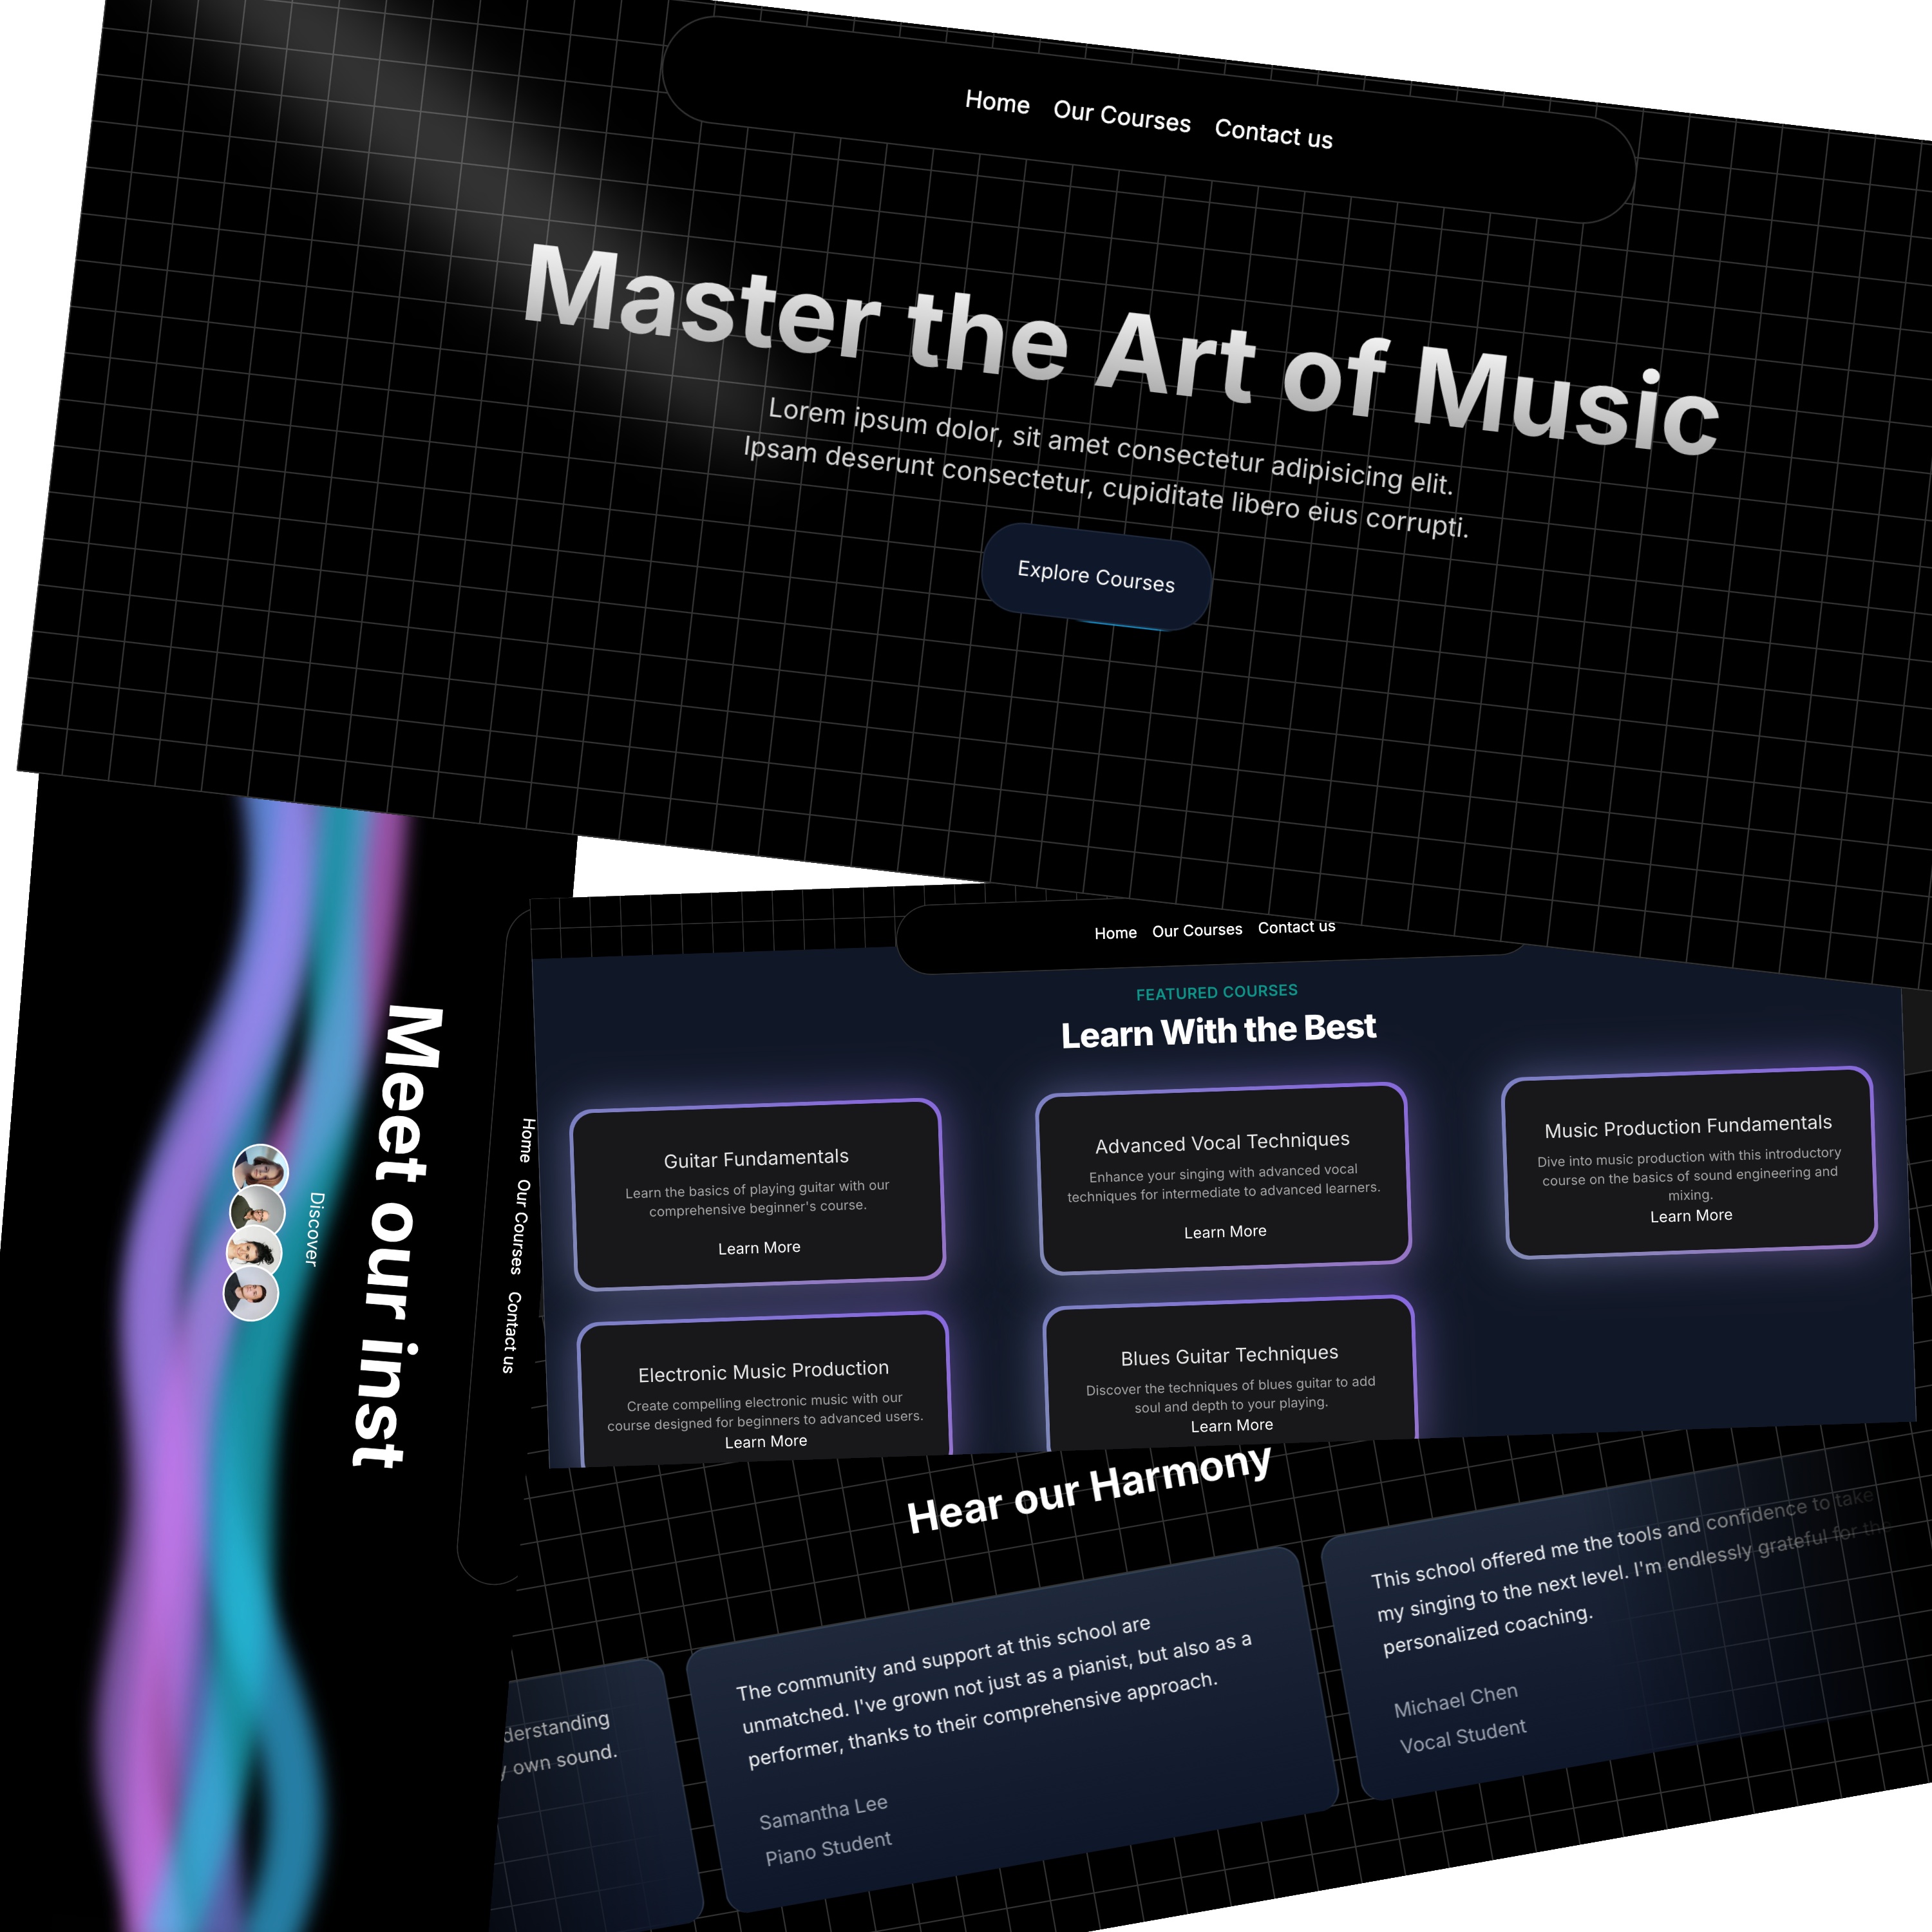 Home Our Courses Contact us
Master the Art of Music
Lorem ipsum dolor, sit amet consectetur adipisicing elit.
Ipsam deserunt consectetur, cupiditate libero eius corrupti.
Explore Courses
Home Our Courses Contact us
Meet our inst
Discover
Home Our Courses Contact us
FEATURED COURSES
Learn With the Best
Guitar Fundamentals
Learn the basics of playing guitar with our
comprehensive beginner's course.
Learn More
Advanced Vocal Techniques
Enhance your singing with advanced vocal
techniques for intermediate to advanced learners.
Learn More
Music Production Fundamentals
Dive into music production with this introductory
course on the basics of sound engineering and
mixing.
Learn More
Electronic Music Production
Create compelling electronic music with our
course designed for beginners to advanced users.
Learn More
Blues Guitar Techniques
Discover the techniques of blues guitar to add
soul and depth to your playing.
Learn More
Hear our Harmony
derstanding
own sound.
The community and support at this school are
unmatched. I've grown not just as a pianist, but also as a
performer, thanks to their comprehensive approach.
Samantha Lee
Piano Student
This school offered me the tools and confidence to take
my singing to the next level. I'm endlessly grateful for the
personalized coaching.
Michael Chen
Vocal Student